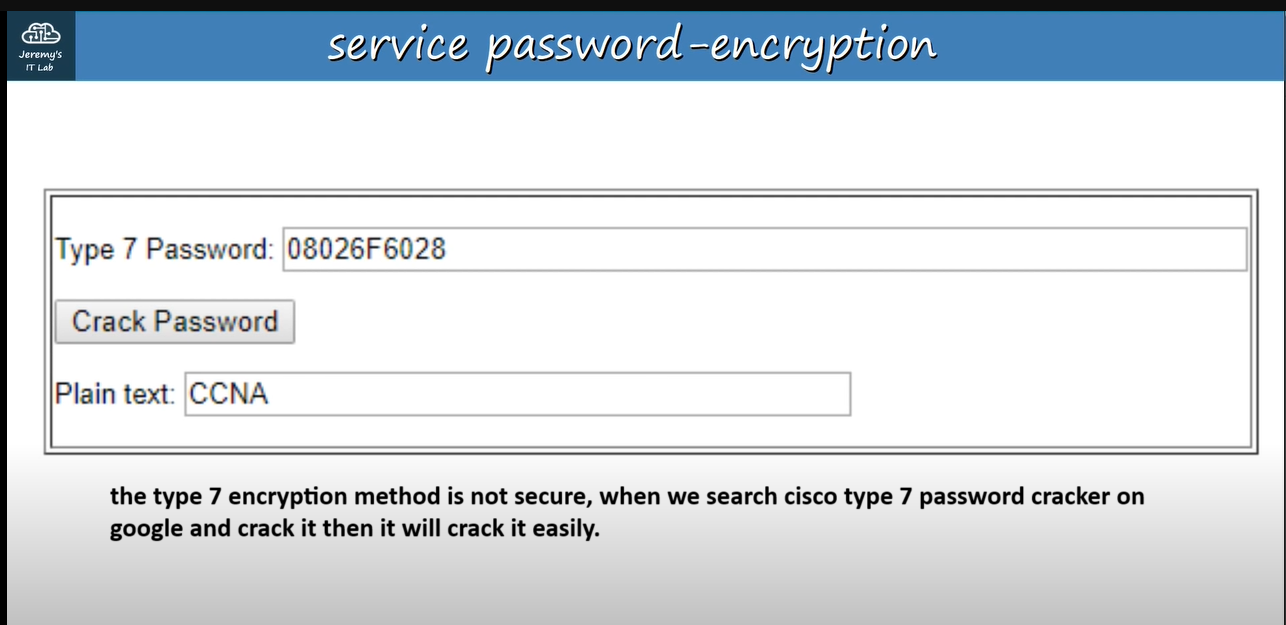 Jeremy's
IT Lab
service password-encryption
Type 7 Password: 08026F6028
Crack Password
Plain text: CCNA
the type 7 encryption method is not secure, when we search cisco type 7 password cracker on
google and crack it then it will crack it easily.